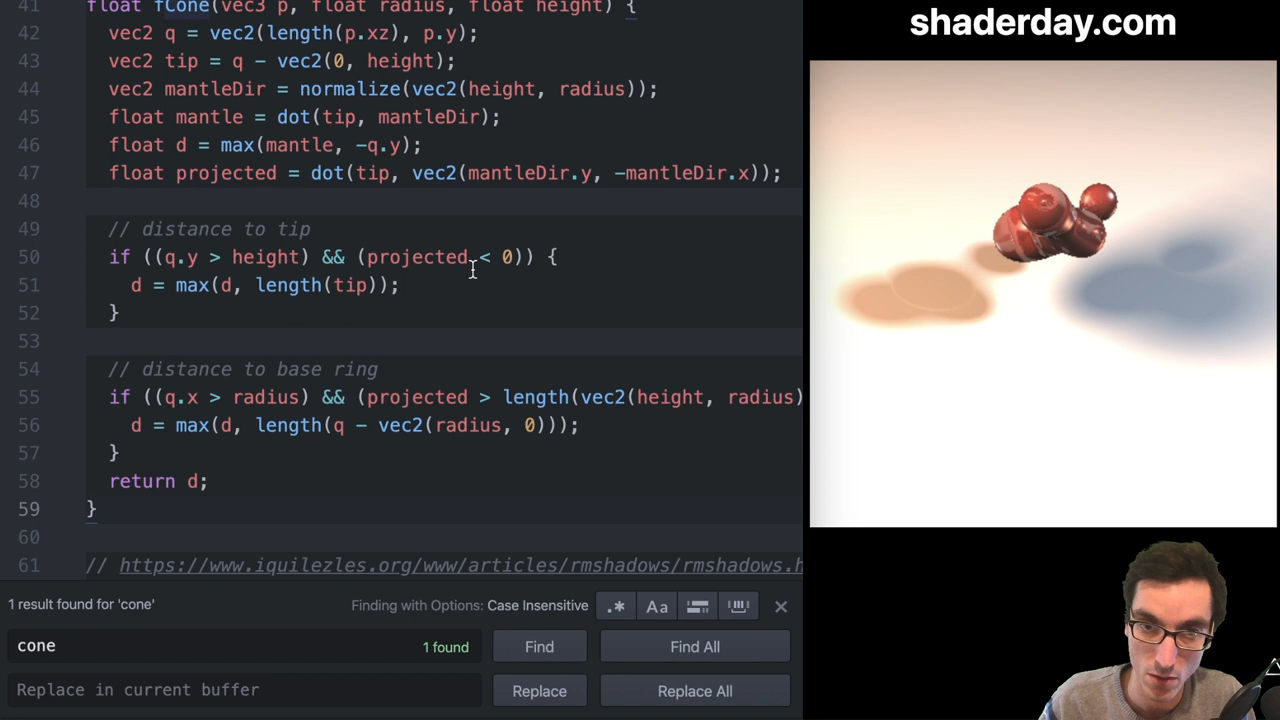 41 float fCone(vec3 p, float radius, float height) {
42 vec2 q = vec2(length(p.xz), p.y);
43 vec2 tip = q - vec2(0, height);
44 vec2 mantleDir = normalize(vec2(height, radius));
45 float mantle = dot(tip, mantleDir);
46 float d = max(mantle, -q.y);
47 float projected = dot(tip, vec2(mantleDir.y, -mantleDir.x));
48
49 // distance to tip
50 if ((q.y > height) && (projected < 0)) {
51 d = max(d, length(tip));
52 }
53
54 // distance to base ring
55 if ((q.x > radius) && (projected > length(vec2(height, radius)
56 d = max(d, length(q - vec2(radius, 0)));
57 }
58 return d;
59 }
60
61 // https://www.iquilezles.org/www/articles/rmshadows/rmshadows.h
1 result found for 'cone'
Finding with Options: Case Insensitive
.* Aa
cone
1 found
Find
Find All
Replace in current buffer
Replace
Replace All
shaderday.com